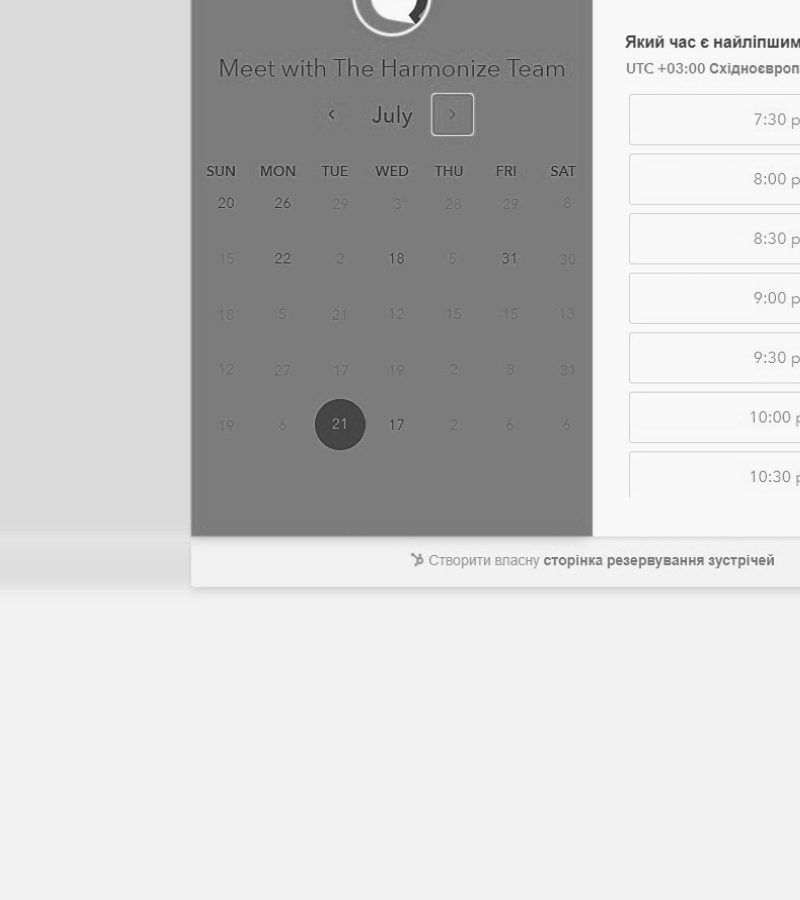 Meet with The Harmonize Team
July
SUN MON TUE WED THU FRI SAT
20 26 29 3 28 29 8
15 22 2 18 5 31 30
18 5 21 12 15 15 13
12 27 17 19 2 8 31
19 6 21 17 2 6 6
Який час є найліпшим
UTC +03:00 Східноєвроп
7:30 p
8:00 p
8:30 p
9:00 p
9:30 p
10:00 p
10:30 p
Створити власну сторінка резервування зустрічей